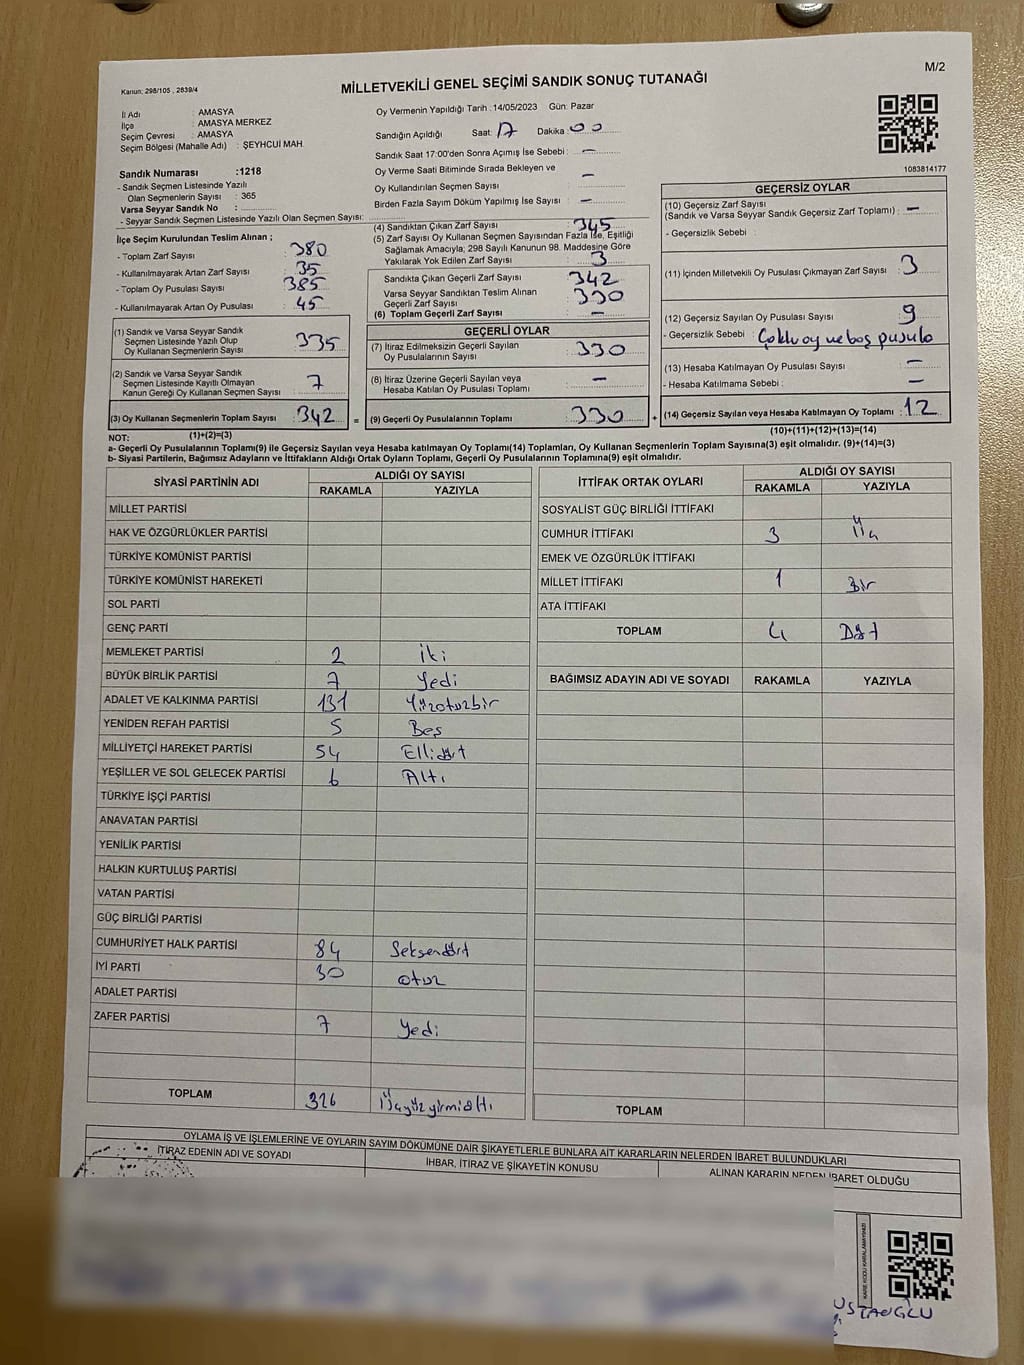 M/2
Kanun: 298/105 , 2839/4
MİLLETVEKİLİ GENEL SEÇİMİ SANDIK SONUÇ TUTANAĞI
İl Adı : AMASYA
İlçe : AMASYA MERKEZ
Seçim Çevresi : AMASYA
Seçim Bölgesi (Mahalle Adı) : ŞEYHCUİ MAH.
Oy Vermenin Yapıldığı Tarih : 14/05/2023 Gün: Pazar
Sandığın Açıldığı Saat: 17 Dakika: 00
Sandık Saat 17:00'den Sonra Açımış İse Sebebi : —
Oy Verme Saati Bitiminde Sırada Bekleyen ve
Oy Kullandırılan Seçmen Sayısı : —
Birden Fazla Sayım Döküm Yapılmış İse Sayısı : —
1083814177
Sandık Numarası :1218
- Sandık Seçmen Listesinde Yazılı
Olan Seçmenlerin Sayısı : 365
Varsa Seyyar Sandık No :
- Seyyar Sandık Seçmen Listesinde Yazılı Olan Seçmen Sayısı:
İlçe Seçim Kurulundan Teslim Alınan ;
- Toplam Zarf Sayısı : 380
- Kullanılmayarak Artan Zarf Sayısı : 35
- Toplam Oy Pusulası Sayısı : 385
- Kullanılmayarak Artan Oy Pusulası : 45
(1) Sandık ve Varsa Seyyar Sandık
Seçmen Listesinde Yazılı Olup
Oy Kullanan Seçmenlerin Sayısı : 335
(2) Sandık ve Varsa Seyyar Sandık
Seçmen Listesinde Kayıtlı Olmayan
Kanun Gereği Oy Kullanan Seçmen Sayısı : 7
(3) Oy Kullanan Seçmenlerin Toplam Sayısı : 342 =
(1)+(2)=(3)
(4) Sandıktan Çıkan Zarf Sayısı : 345
(5) Zarf Sayısı Oy Kullanan Seçmen Sayısından Fazla İse, Eşitliği
Sağlamak Amacıyla; 298 Sayılı Kanunun 98. Maddesine Göre
Yakılarak Yok Edilen Zarf Sayısı : 3
Sandıkta Çıkan Geçerli Zarf Sayısı : 342
Varsa Seyyar Sandıktan Teslim Alınan
Geçerli Zarf Sayısı : 330
(6) Toplam Geçerli Zarf Sayısı : —
GEÇERLİ OYLAR
(7) İtiraz Edilmeksizin Geçerli Sayılan
Oy Pusulalarının Sayısı : 330
(8) İtiraz Üzerine Geçerli Sayılan veya
Hesaba Katılan Oy Pusulası Toplamı : —
(9) Geçerli Oy Pusulalarının Toplamı : 330 +
GEÇERSİZ OYLAR
(10) Geçersiz Zarf Sayısı
(Sandık ve Varsa Seyyar Sandık Geçersiz Zarf Toplamı) : —
- Geçersizlik Sebebi :
(11) İçinden Milletvekili Oy Pusulası Çıkmayan Zarf Sayısı : 3
(12) Geçersiz Sayılan Oy Pusulası Sayısı : 9
- Geçersizlik Sebebi : Çoklu oy ve boş pusula
(13) Hesaba Katılmayan Oy Pusulası Sayısı : —
- Hesaba Katılmama Sebebi : —
(14) Geçersiz Sayılan veya Hesaba Katılmayan Oy Toplamı : 12
(10)+(11)+(12)+(13)=(14)
NOT:
a- Geçerli Oy Pusulalarının Toplamı(9) ile Geçersiz Sayılan veya Hesaba katılmayan Oy Toplamı(14) Toplamları, Oy Kullanan Seçmenlerin Toplam Sayısına(3) eşit olmalıdır. (9)+(14)=(3)
b- Siyasi Partilerin, Bağımsız Adayların ve İttifakların Aldığı Ortak Oyların Toplamı, Geçerli Oy Pusulalarının Toplamına(9) eşit olmalıdır.
SİYASİ PARTİNİN ADI ALDIĞI OY SAYISI
RAKAMLA YAZIYLA
MİLLET PARTİSİ
HAK VE ÖZGÜRLÜKLER PARTİSİ
TÜRKİYE KOMÜNİST PARTİSİ
TÜRKİYE KOMÜNİST HAREKETİ
SOL PARTİ
GENÇ PARTİ
MEMLEKET PARTİSİ 2 iki
BÜYÜK BİRLİK PARTİSİ 7 Yedi
ADALET VE KALKINMA PARTİSİ 131 Yüzotuzbir
YENİDEN REFAH PARTİSİ 5 Beş
MİLLİYETÇİ HAREKET PARTİSİ 54 Ellidört
YEŞİLLER VE SOL GELECEK PARTİSİ 6 Altı
TÜRKİYE İŞÇİ PARTİSİ
ANAVATAN PARTİSİ
YENİLİK PARTİSİ
HALKIN KURTULUŞ PARTİSİ
VATAN PARTİSİ
GÜÇ BİRLİĞİ PARTİSİ
CUMHURİYET HALK PARTİSİ 84 Seksendört
İYİ PARTİ 30 otuz
ADALET PARTİSİ
ZAFER PARTİSİ 7 Yedi
TOPLAM 326 Üçyüzyirmialtı
İTTİFAK ORTAK OYLARI ALDIĞI OY SAYISI
RAKAMLA YAZIYLA
SOSYALİST GÜÇ BİRLİĞİ İTTİFAKI
CUMHUR İTTİFAKI 3 Üç
EMEK VE ÖZGÜRLÜK İTTİFAKI
MİLLET İTTİFAKI 1 Bir
ATA İTTİFAKI
TOPLAM 4 Dört
BAĞIMSIZ ADAYIN ADI VE SOYADI RAKAMLA YAZIYLA
TOPLAM
OYLAMA İŞ VE İŞLEMLERİNE VE OYLARIN SAYIM DÖKÜMÜNE DAİR ŞİKAYETLERLE BUNLARA AİT KARARLARIN NELERDEN İBARET BULUNDUKLARI
İTİRAZ EDENİN ADI VE SOYADI
İHBAR, İTİRAZ VE ŞİKAYETİN KONUSU
ALINAN KARARIN NEDEN İBARET OLDUĞU